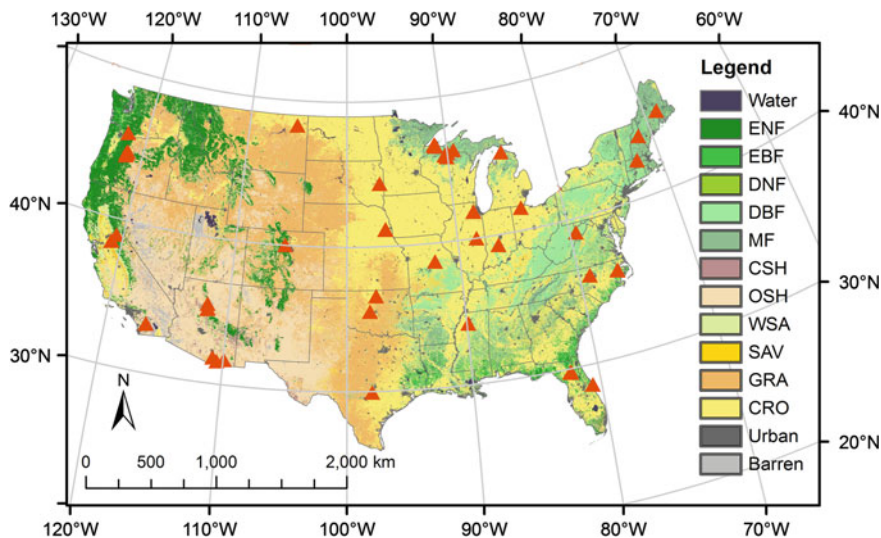 130°W 120°W 110°W 100°W 90°W 80°W 70°W 60°W
Legend
Water
ENF
EBF
DNF
DBF
MF
CSH
OSH
WSA
SAV
GRA
CRO
Urban
Barren
40°N
30°N
40°N
30°N
20°N
N
0 500 1,000 2,000 km
120°W 110°W 100°W 90°W 80°W 70°W